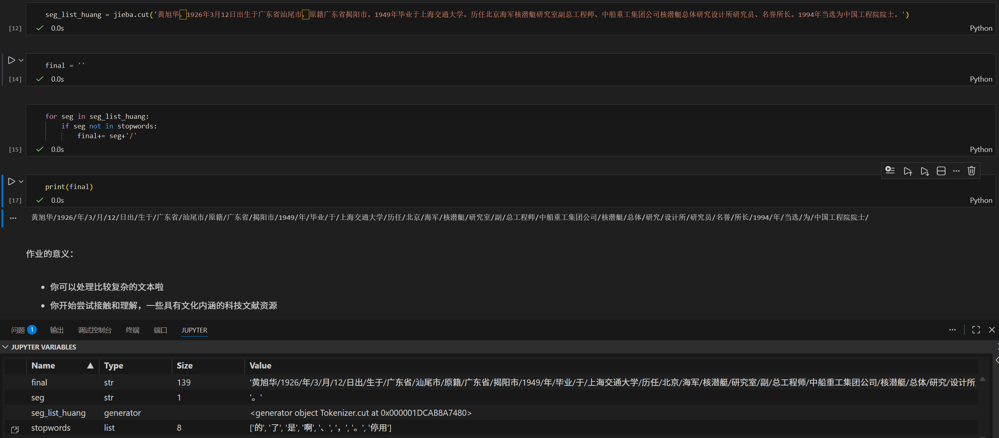 seg_list_huang = jieba.cut('黄旭华，1926年3月12日出生于广东省汕尾市，原籍广东省揭阳市。1949年毕业于上海交通大学。历任北京海军核潜艇研究室副总工程师、中船重工集团公司核潜艇总体研究设计所研究员、名誉所长。1994年当选为中国工程院院士。')
[12] 0.0s Python
final = ''
[14] 0.0s Python
for seg in seg_list_huang:
    if seg not in stopwords:
        final+= seg+'/'
[15] 0.0s Python
print(final)
[17] 0.0s Python
黄旭华/1926/年/3/月/12/日出/生于/广东省/汕尾市/原籍/广东省/揭阳市/1949/年/毕业/于/上海交通大学/历任/北京/海军/核潜艇/研究室/副/总工程师/中船重工集团公司/核潜艇/总体/研究/设计所/研究员/名誉/所长/1994/年/当选/为/中国工程院院士/
作业的意义：
• 你可以处理比较复杂的文本啦
• 你开始尝试接触和理解，一些具有文化内涵的科技文献资源
问题 1 输出 调试控制台 终端 端口 JUPYTER
JUPYTER VARIABLES
Name Type Size Value
final str 139 '黄旭华/1926/年/3/月/12/日出/生于/广东省/汕尾市/原籍/广东省/揭阳市/1949/年/毕业/于/上海交通大学/历任/北京/海军/核潜艇/研究室/副/总工程师/中船重工集团公司/核潜艇/总体/研究/设计所/
seg str 1 '。'
seg_list_huang generator <generator object Tokenizer.cut at 0x000001DCAB8A7480>
stopwords list 8 ['的', '了', '是', '啊', '、', '，', '。', '停用']